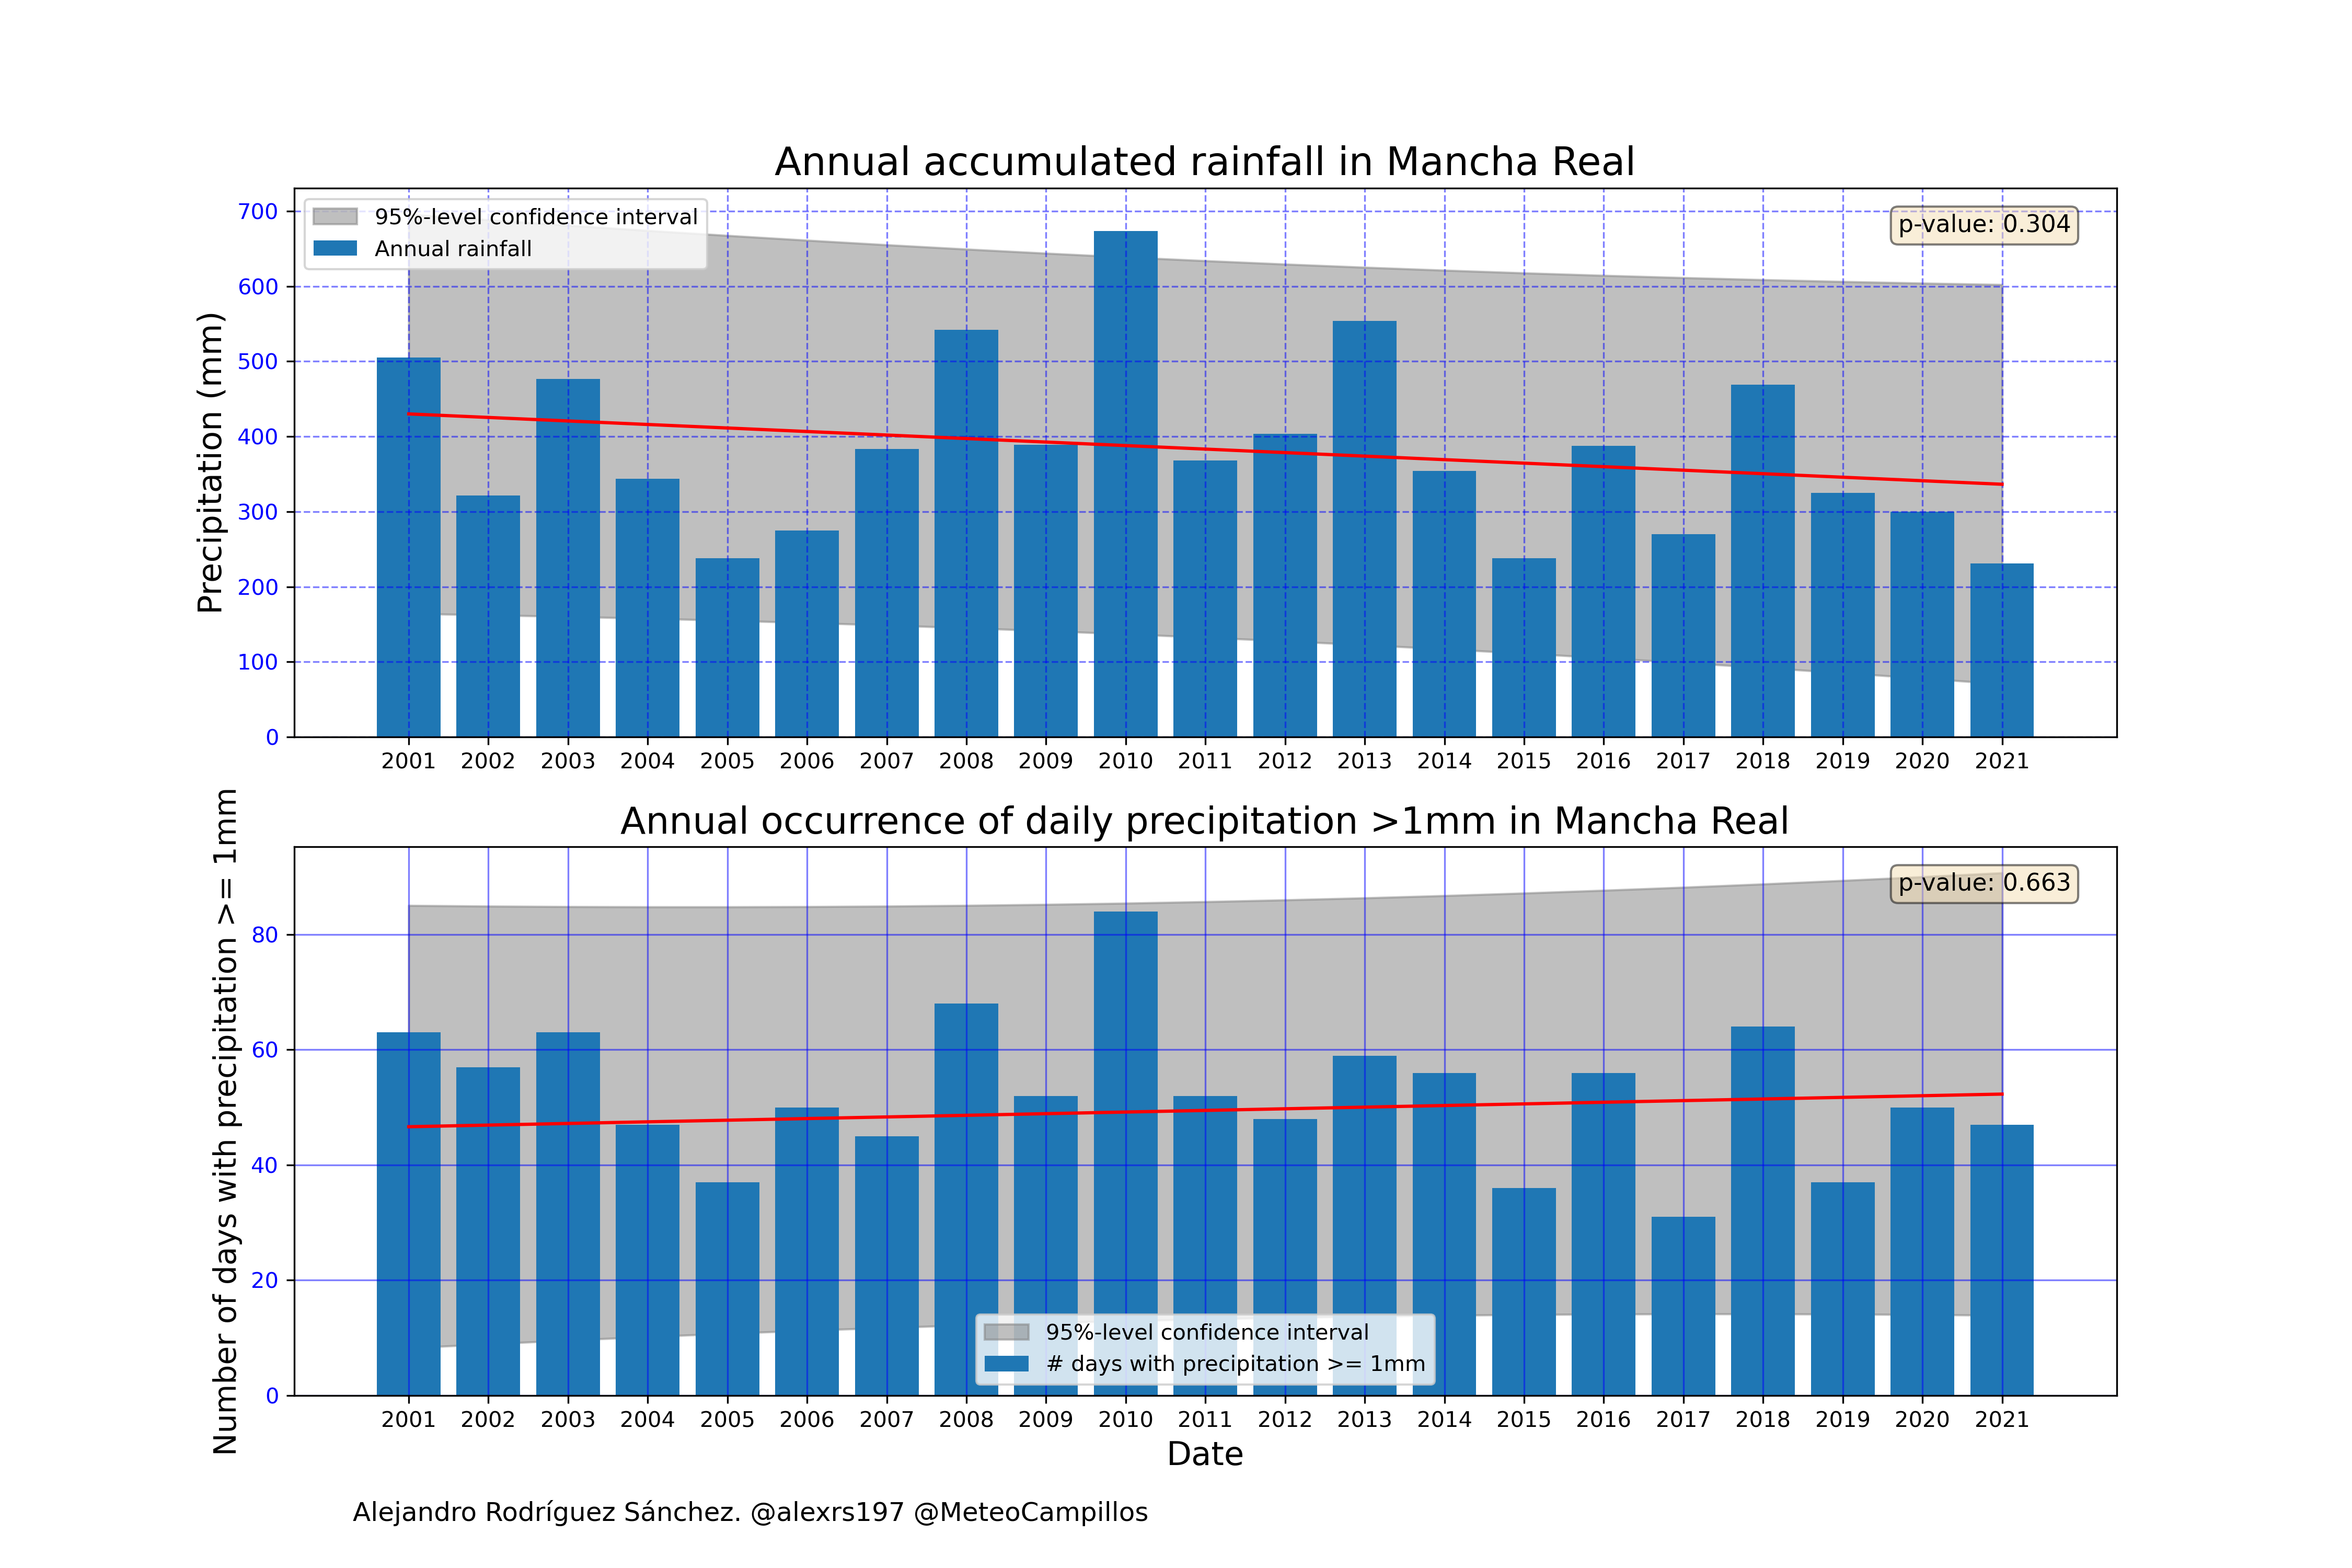 Annual accumulated rainfall in Mancha Real
95%-level confidence interval
Annual rainfall
p-value: 0.304
Precipitation (mm)
700
600
500
400
300
200
100
0
2001 2002 2003 2004 2005 2006 2007 2008 2009 2010 2011 2012 2013 2014 2015 2016 2017 2018 2019 2020 2021
Annual occurrence of daily precipitation >1mm in Mancha Real
p-value: 0.663
Number of days with precipitation >= 1mm
80
60
40
20
0
95%-level confidence interval
# days with precipitation >= 1mm
2001 2002 2003 2004 2005 2006 2007 2008 2009 2010 2011 2012 2013 2014 2015 2016 2017 2018 2019 2020 2021
Date
Alejandro Rodríguez Sánchez. @alexrs197 @MeteoCampillos